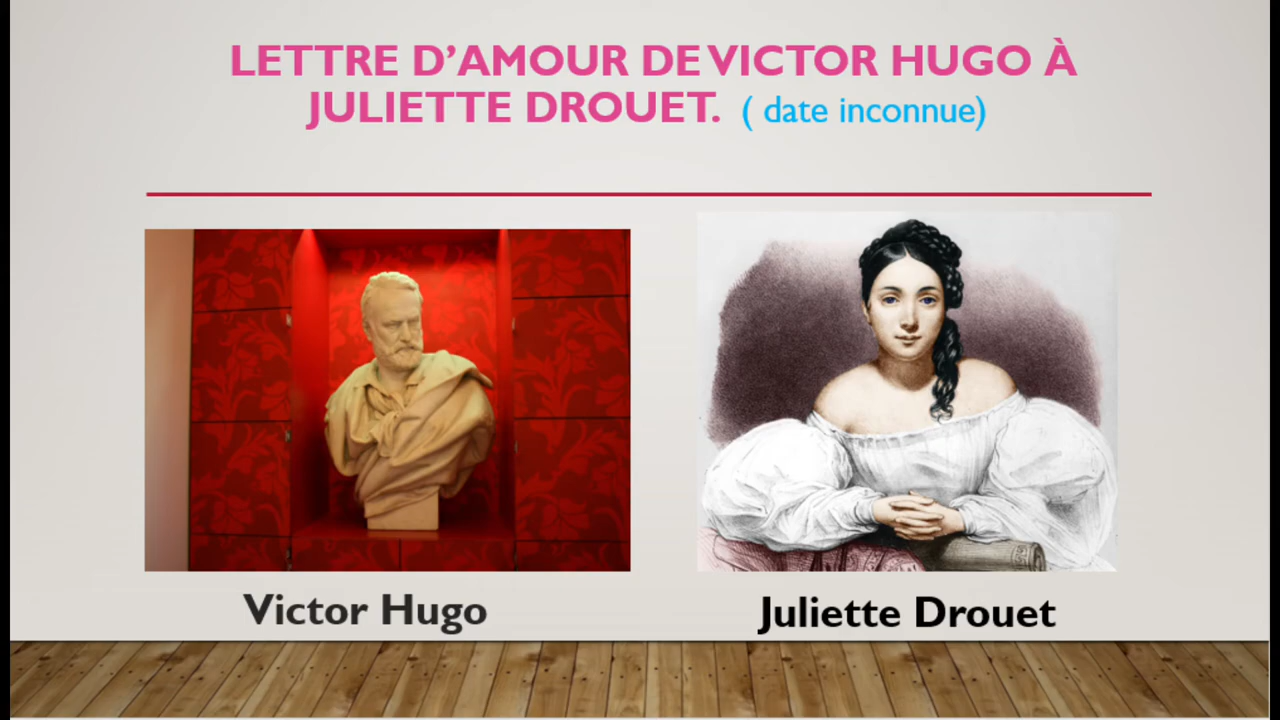 LETTRE D’AMOUR DE VICTOR HUGO À
JULIETTE DROUET. ( date inconnue)
Victor Hugo
Juliette Drouet